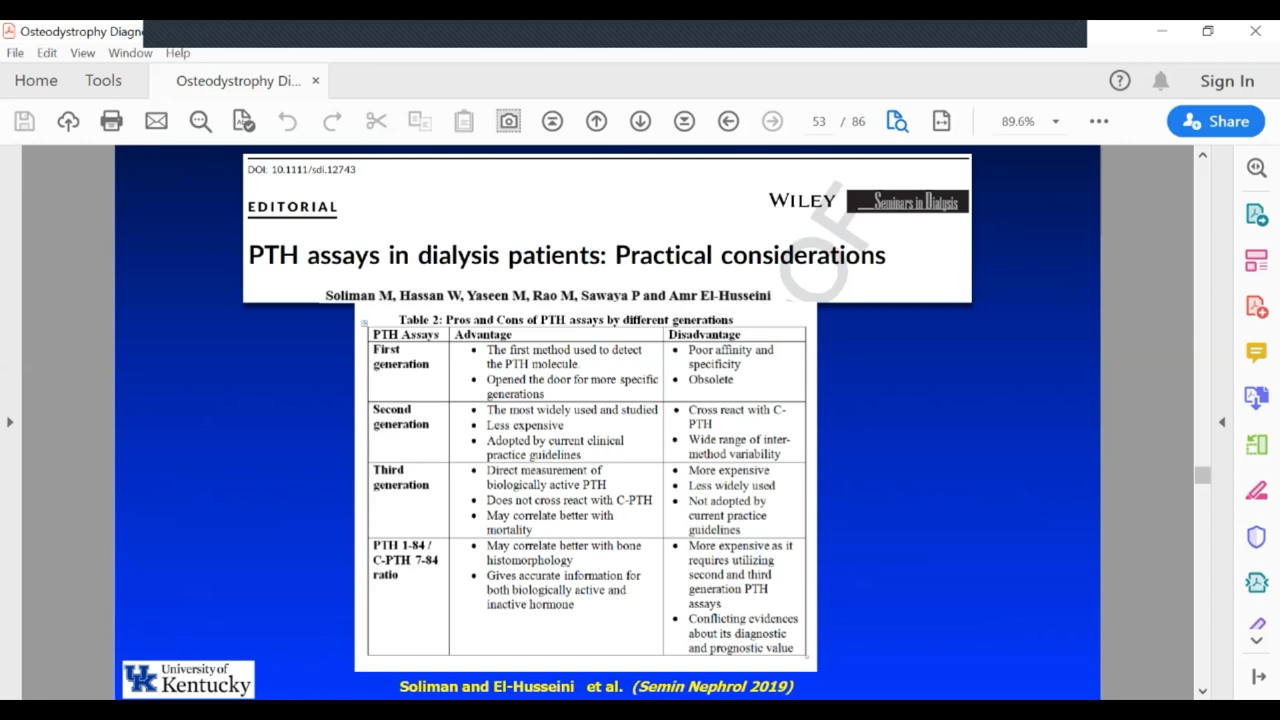 Osteodystrophy Diagn
File Edit View Window Help
Home Tools Osteodystrophy Di... × Sign In
53 / 86 89.6% Share
DOI: 10.1111/sdi.12743
EDITORIAL
WILEY Seminars in Dialysis
PTH assays in dialysis patients: Practical considerations
Soliman M, Hassan W, Yaseen M, Rao M, Sawaya P and Amr El-Husseini
OF
Table 2: Pros and Cons of PTH assays by different generations
PTH Assays Advantage Disadvantage
First
generation
• The first method used to detect
the PTH molecule.
• Opened the door for more specific
generations
• Poor affinity and
specificity
• Obsolete
Second
generation
• The most widely used and studied
• Less expensive
• Adopted by current clinical
practice guidelines
• Cross react with C-
PTH
• Wide range of inter-
method variability
Third
generation
• Direct measurement of
biologically active PTH
• Does not cross react with C-PTH
• May correlate better with
mortality
• More expensive
• Less widely used
• Not adopted by
current practice
guidelines
PTH 1-84 /
C-PTH 7-84
ratio
• May correlate better with bone
histomorphology
• Gives accurate information for
both biologically active and
inactive hormone
• More expensive as it
requires utilizing
second and third
generation PTH
assays
• Conflicting evidences
about its diagnostic
and prognostic value
UK University of
Kentucky
Soliman and El-Husseini et al. (Semin Nephrol 2019)